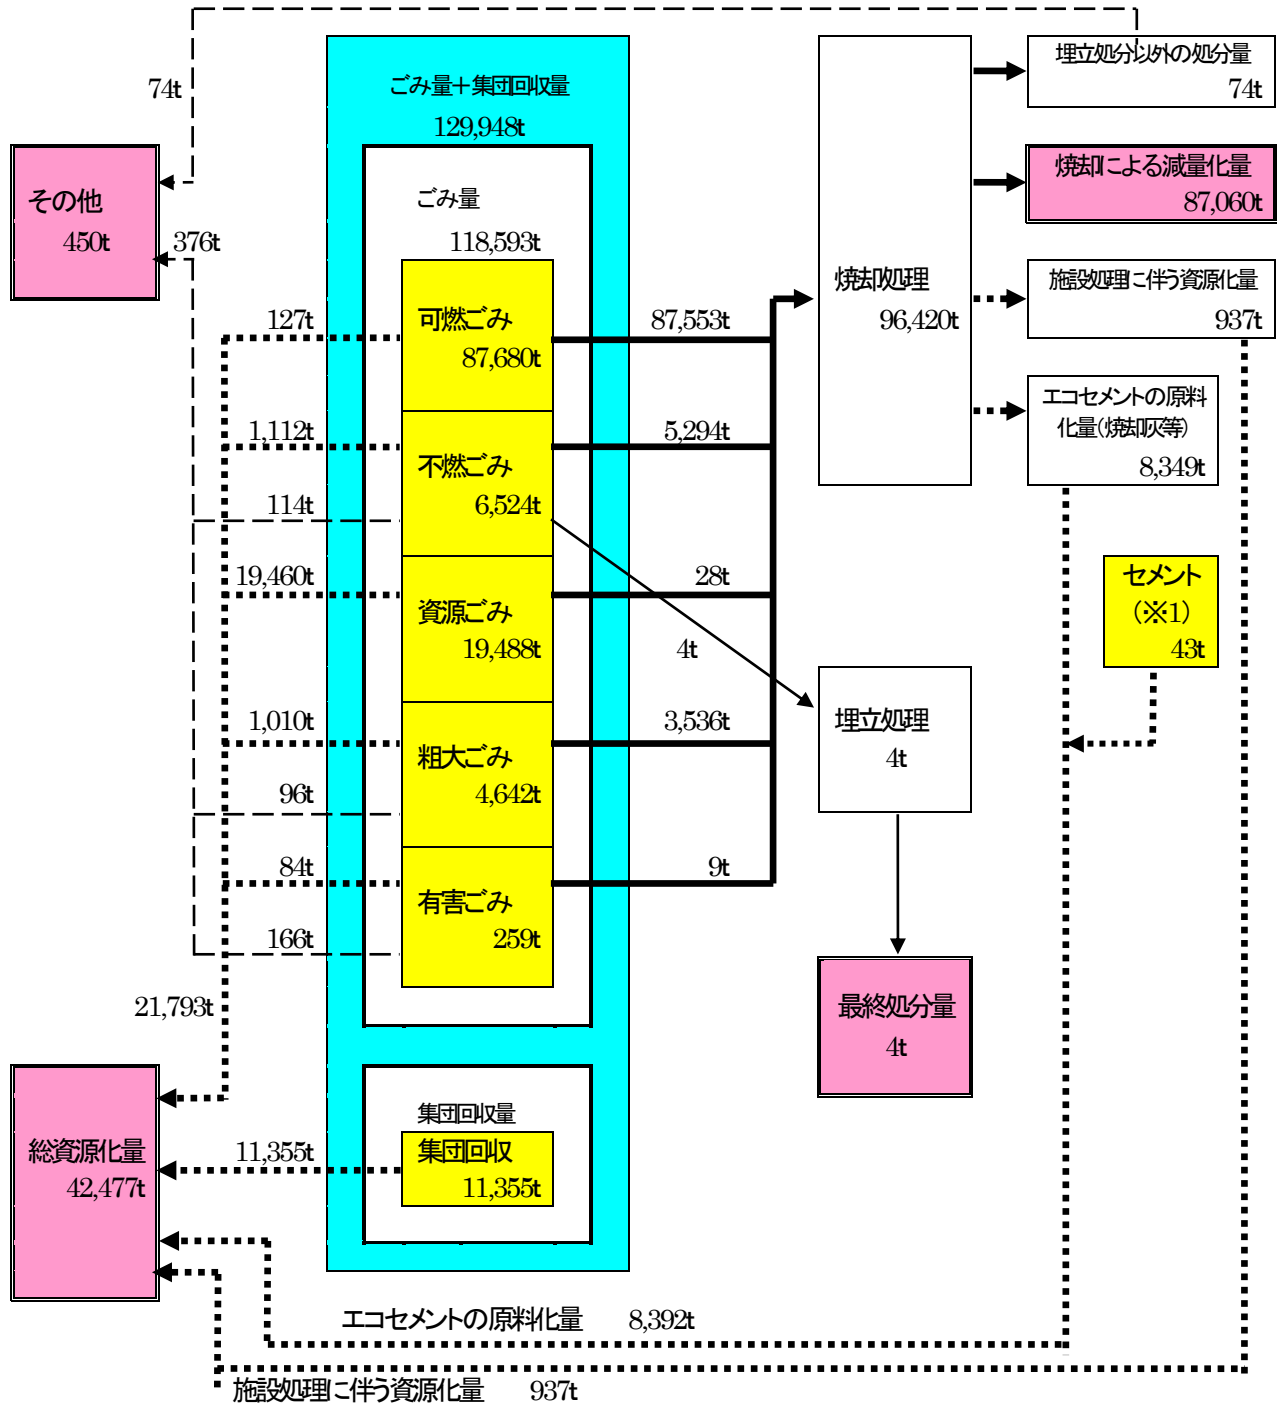 74t
ごみ量＋集団回収量
129,948t
埋立処分以外の処分量
74t
その他
450t
376t
ごみ量
118,593t
焼却による減量化量
87,060t
127t
可燃ごみ
87,680t
87,553t
焼却処理
96,420t
施設処理に伴う資源化量
937t
1,112t
不燃ごみ
6,524t
5,294t
114t
エコセメントの原料
化量(焼却灰等)
8,349t
19,460t
資源ごみ
19,488t
28t
4t
セメント
(※1)
43t
1,010t
粗大ごみ
4,642t
3,536t
96t
埋立処理
4t
84t
有害ごみ
259t
9t
166t
21,793t
最終処分量
4t
総資源化量
42,477t
11,355t
集団回収量
集団回収
11,355t
エコセメントの原料化量 8,392t
施設処理に伴う資源化量 937t